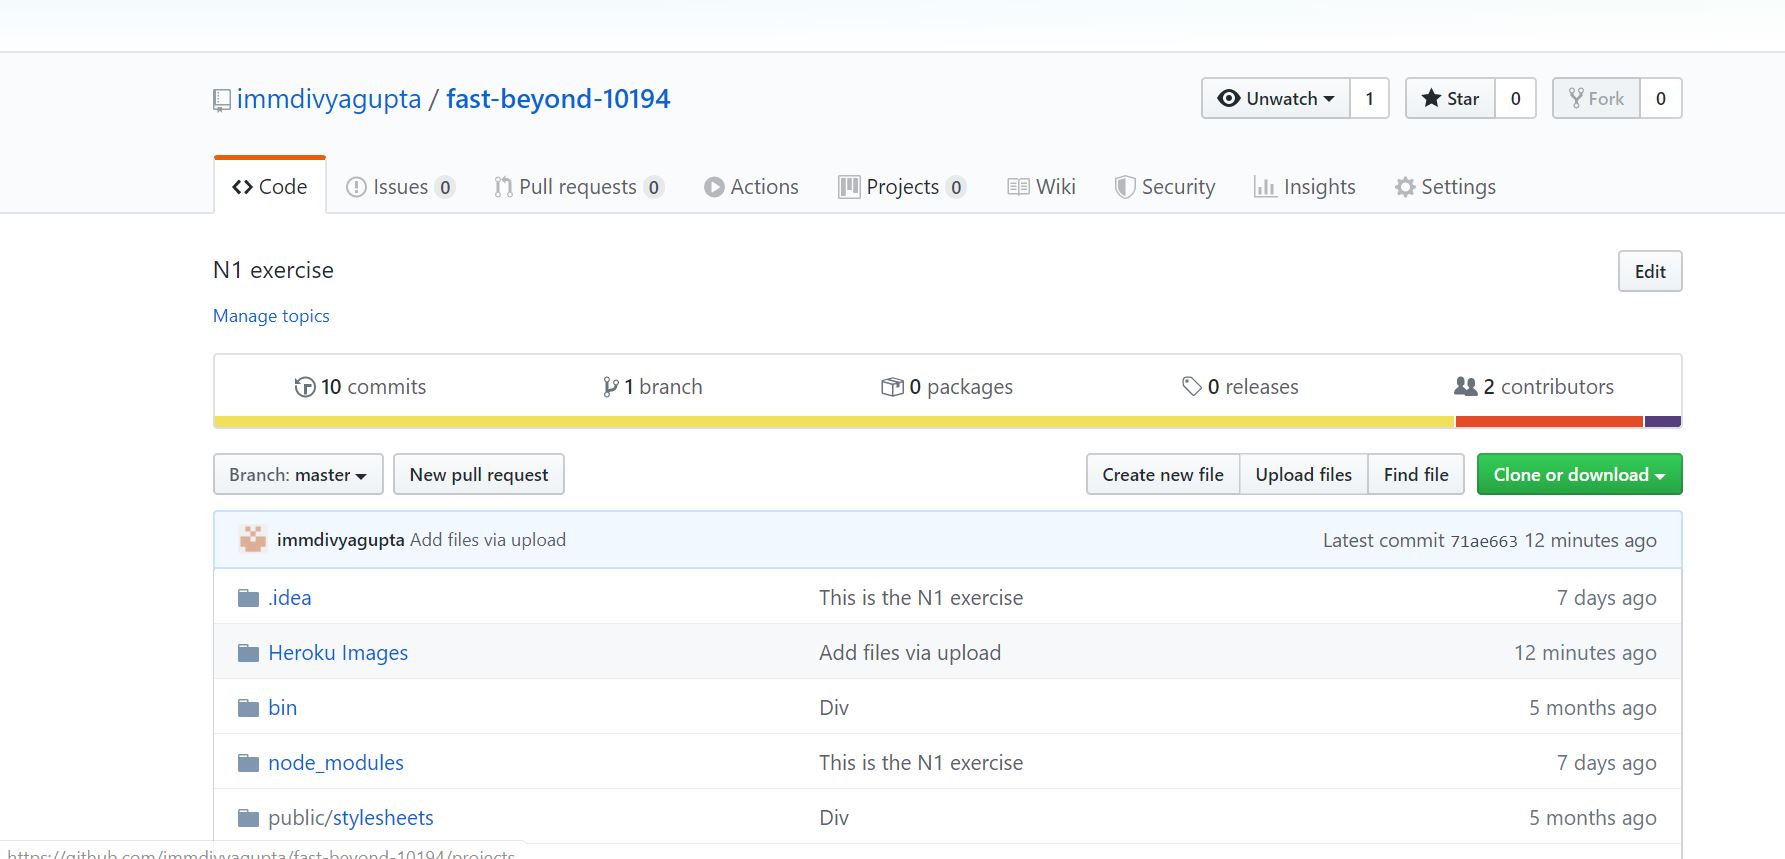 immdivyagupta / fast-beyond-10194 Unwatch 1 Star 0 Fork 0
Code Issues 0 Pull requests 0 Actions Projects 0 Wiki Security Insights Settings
N1 exercise Edit
Manage topics
10 commits 1 branch 0 packages 0 releases 2 contributors
Branch: master New pull request Create new file Upload files Find file Clone or download
immdivyagupta Add files via upload Latest commit 71ae663 12 minutes ago
.idea This is the N1 exercise 7 days ago
Heroku Images Add files via upload 12 minutes ago
bin Div 5 months ago
node_modules This is the N1 exercise 7 days ago
public/stylesheets Div 5 months ago
https://github.com/immdivyagupta/fast-beyond-10194/projects